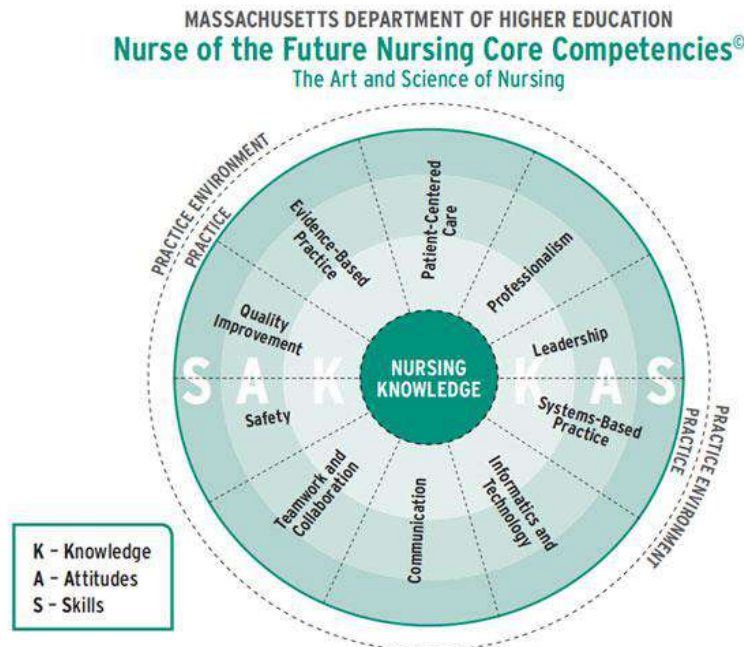 MASSACHUSETTS DEPARTMENT OF HIGHER EDUCATION
Nurse of the Future Nursing Core Competencies©
The Art and Science of Nursing
PRACTICE ENVIRONMENT
PRACTICE
Evidence-Based
Practice
Patient-Centered
Care
Professionalism
Quality
Improvement
Leadership
S A K
NURSING
KNOWLEDGE
K A S
Safety
Systems-Based
Practice
PRACTICE
PRACTICE ENVIRONMENT
Teamwork and
Collaboration
Communication
Informatics and
Technology
K - Knowledge
A - Attitudes
S - Skills